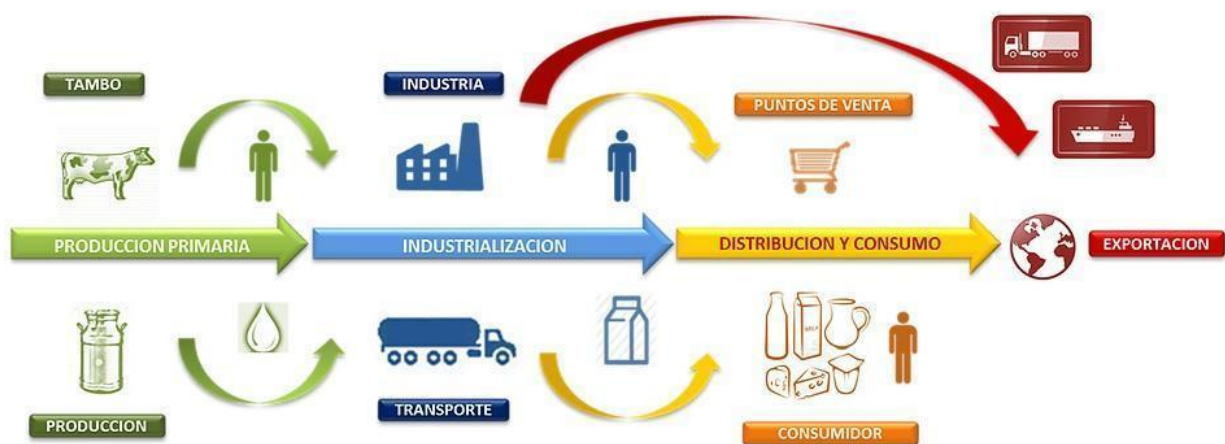 TAMBO
INDUSTRIA
PUNTOS DE VENTA
PRODUCCION PRIMARIA
INDUSTRIALIZACION
DISTRIBUCION Y CONSUMO
EXPORTACION
PRODUCCION
TRANSPORTE
CONSUMIDOR